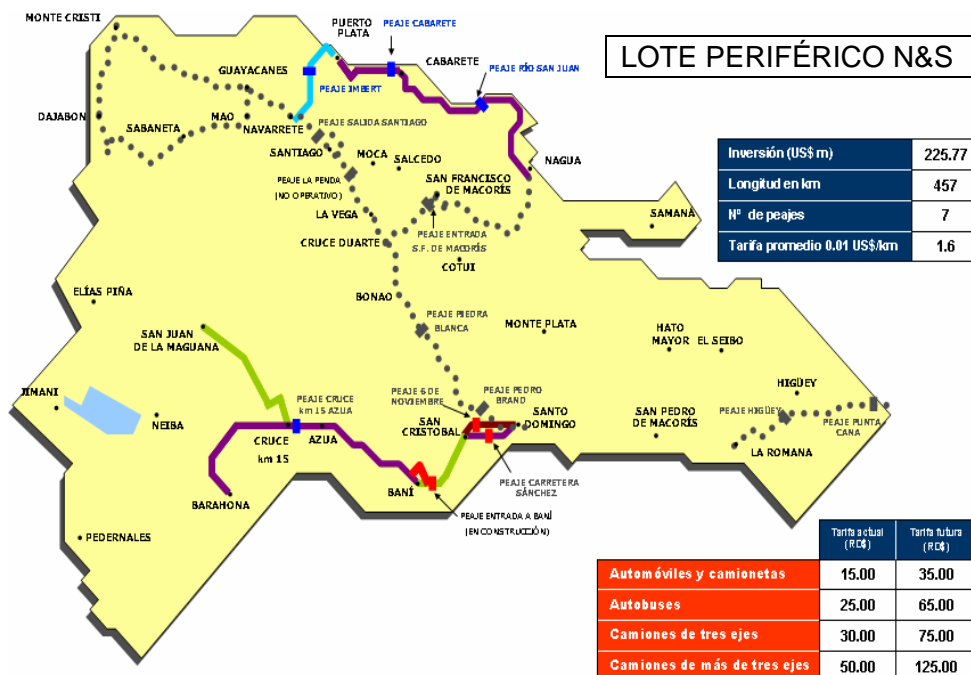 LOTE PERIFÉRICO N&S
MONTE CRISTI
PUERTO
PLATA
PEAJE CABARETE
CABARETE
PEAJE RÍO SAN JUAN
GUAYACANES
PEAJE IMBERT
DAJABON
SABANETA
MAO
NAVARRETE
PEAJE SALIDA SANTIAGO
SANTIAGO
MOCA
SALCEDO
NAGUA
PEAJE LA PENDA
(NO OPERATIVO)
SAN FRANCISCO
DE MACORÍS
LA VEGA
SAMANÁ
CRUCE DUARTE
PEAJE ENTRADA
S.F. DE MACORÍS
COTUI
Inversión (US$ m) 225.77
Longitud en km 457
Nº de peajes 7
Tarifa promedio 0.01 US$/km 1.6
ELÍAS PIÑA
BONAO
SAN JUAN
DE LA MAGUANA
PEAJE PIEDRA
BLANCA
MONTE PLATA
HATO
MAYOR
EL SEIBO
JIMANI
NEIBA
PEAJE CRUCE
km 15 AZUA
PEAJE 6 DE
NOVIEMBRE
PEAJE PEDRO
BRAND
HIGÜEY
CRUCE
km 15
AZUA
SAN
CRISTOBAL
SANTO
DOMINGO
SAN PEDRO
DE MACORÍS
PEAJE HIGÜEY
PEAJE PUNTA
CANA
LA ROMANA
BARAHONA
BANÍ
PEAJE CARRETERA
SÁNCHEZ
PEAJE ENTRADA A BANÍ
(EN CONSTRUCCIÓN)
PEDERNALES
Tarifa actual
(RD$)
Tarifa futura
(RD$)
Automóviles y camionetas 15.00 35.00
Autobuses 25.00 65.00
Camiones de tres ejes 30.00 75.00
Camiones de más de tres ejes 50.00 125.00